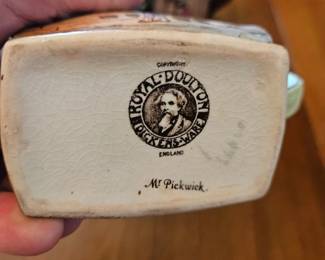 COPYRIGHT
ROYAL·DOULTON
DICKENS·WARE
ENGLAND
Mr Pickwick.